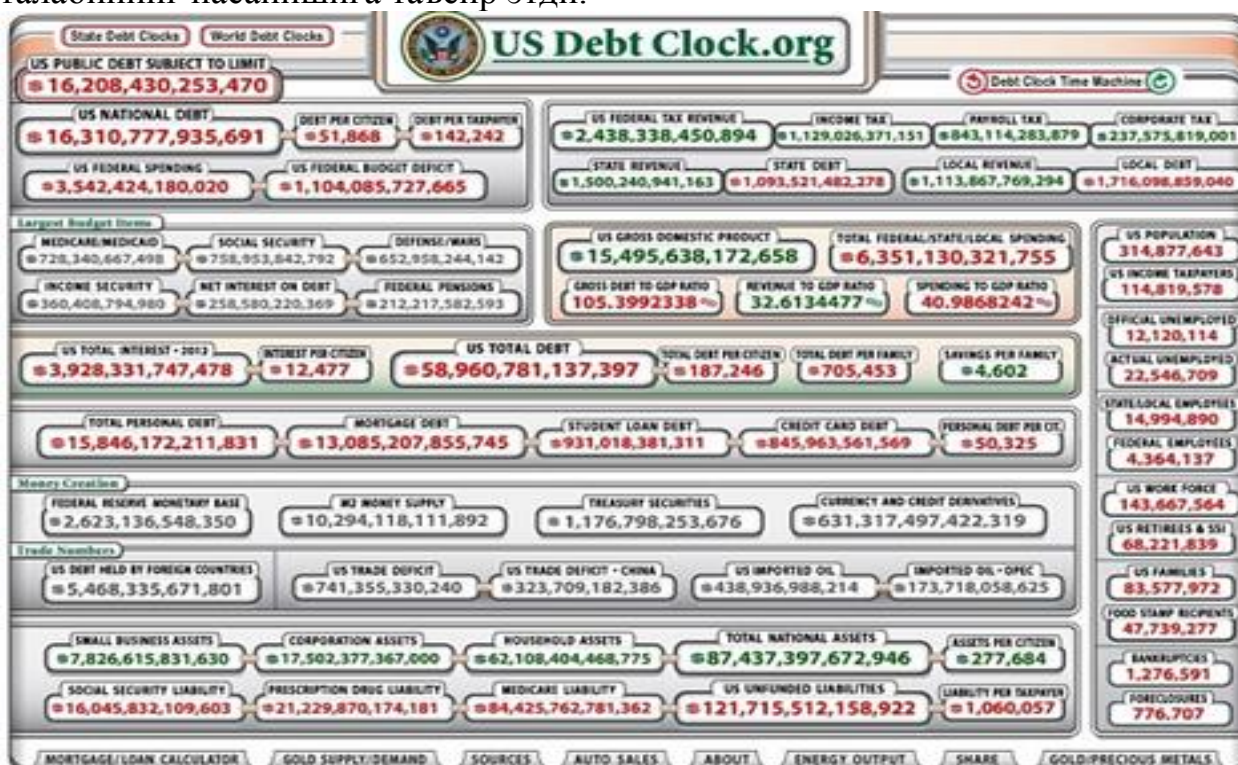 талабининг пасайишига таъсир этди.
State Debt Clocks World Debt Clocks
US Debt Clock.org
US PUBLIC DEBT SUBJECT TO LIMIT
$16,208,430,253,470
Debt Clock Time Machine
US NATIONAL DEBT DEBT PER CITIZEN DEBT PER TAXPAYER
$16,310,777,935,691 $51,868 $142,242
US FEDERAL SPENDING US FEDERAL BUDGET DEFICIT
$3,542,424,180,020 $1,104,085,727,665
US FEDERAL TAX REVENUE INCOME TAX PAYROLL TAX CORPORATE TAX
$2,438,338,450,894 $1,129,026,371,151 $843,114,283,879 $237,575,819,001
STATE REVENUE STATE DEBT LOCAL REVENUE LOCAL DEBT
$1,500,240,941,163 $1,093,521,482,278 $1,113,867,769,294 $1,716,098,859,040
Largest Budget Items
MEDICARE/MEDICAID SOCIAL SECURITY DEFENSE/WARS
$728,340,667,498 $758,953,842,792 $652,958,244,142
INCOME SECURITY NET INTEREST ON DEBT FEDERAL PENSIONS
$360,408,794,980 $258,580,220,369 $212,217,582,593
US GROSS DOMESTIC PRODUCT TOTAL FEDERAL/STATE/LOCAL SPENDING
$15,495,638,172,658 $6,351,130,321,755
GROSS DEBT TO GDP RATIO REVENUE TO GDP RATIO SPENDING TO GDP RATIO
105.3992338% 32.6134477% 40.9868242%
US TOTAL INTEREST - 2012 INTEREST PER CITIZEN US TOTAL DEBT TOTAL DEBT PER CITIZEN TOTAL DEBT PER FAMILY SAVINGS PER FAMILY
$3,928,331,747,478 $12,477 $58,960,781,137,397 $187,246 $705,453 $4,602
TOTAL PERSONAL DEBT MORTGAGE DEBT STUDENT LOAN DEBT CREDIT CARD DEBT PERSONAL DEBT PER CIT.
$15,846,172,211,831 $13,085,207,855,745 $931,018,381,311 $845,963,561,569 $50,325
Money Creation
FEDERAL RESERVE MONETARY BASE M2 MONEY SUPPLY TREASURY SECURITIES CURRENCY AND CREDIT DERIVATIVES
$2,623,136,548,350 $10,294,118,111,892 $1,176,798,253,676 $631,317,497,422,319
Trade Numbers
US DEBT HELD BY FOREIGN COUNTRIES US TRADE DEFICIT US TRADE DEFICIT - CHINA US IMPORTED OIL IMPORTED OIL - OPEC
$5,468,335,671,801 $741,355,330,240 $323,709,182,386 $438,936,988,214 $173,718,058,625
SMALL BUSINESS ASSETS CORPORATION ASSETS HOUSEHOLD ASSETS TOTAL NATIONAL ASSETS ASSETS PER CITIZEN
$7,826,615,831,630 $17,502,377,367,000 $62,108,404,468,775 $87,437,397,672,946 $277,684
SOCIAL SECURITY LIABILITY PRESCRIPTION DRUG LIABILITY MEDICARE LIABILITY US UNFUNDED LIABILITIES LIABILITY PER TAXPAYER
$16,045,832,109,603 $21,229,870,174,181 $84,425,762,781,362 $121,715,512,158,922 $1,060,057
US POPULATION
314,877,643
US INCOME TAXPAYERS
114,819,578
OFFICIAL UNEMPLOYED
12,120,114
ACTUAL UNEMPLOYED
22,546,709
STATE/LOCAL EMPLOYEES
14,994,890
FEDERAL EMPLOYEES
4,364,137
US WORK FORCE
143,667,564
US RETIREES & SSI
68,221,839
US FAMILIES
83,577,972
FOOD STAMP RECIPIENTS
47,739,277
BANKRUPTCIES
1,276,591
FORECLOSURES
776,707
MORTGAGE/LOAN CALCULATOR GOLD SUPPLY/DEMAND SOURCES AUTO SALES ABOUT ENERGY OUTPUT SHARE GOLD/PRECIOUS METALS